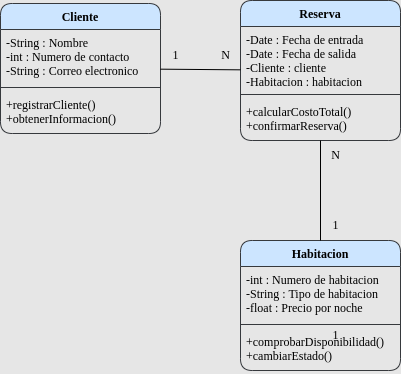 Cliente
-String : Nombre
-int : Numero de contacto
-String : Correo electronico
+registrarCliente()
+obtenerInformacion()
1
N
Reserva
-Date : Fecha de entrada
-Date : Fecha de salida
-Cliente : cliente
-Habitacion : habitacion
+calcularCostoTotal()
+confirmarReserva()
N
1
Habitacion
-int : Numero de habitacion
-String : Tipo de habitacion
-float : Precio por noche
1
+comprobarDisponibilidad()
+cambiarEstado()